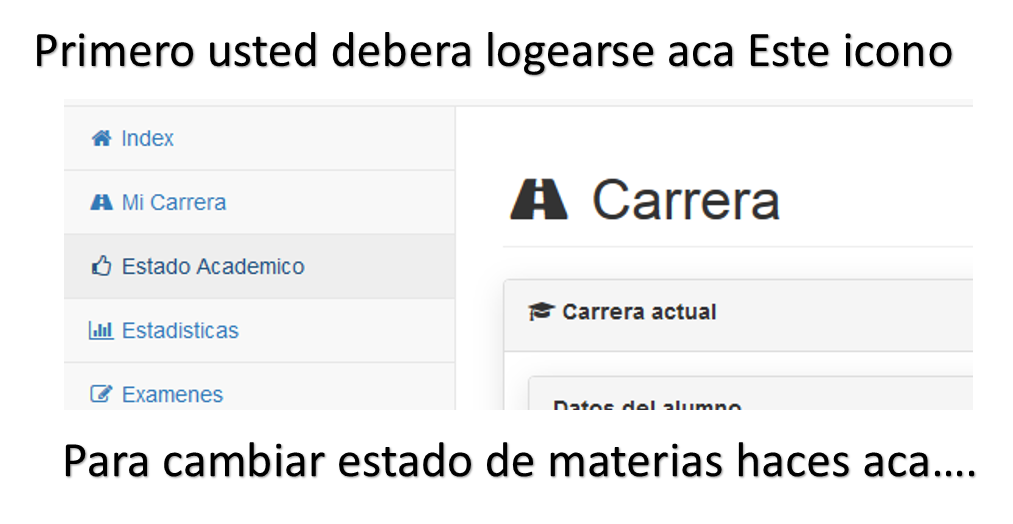 Primero usted debera logearse aca Este icono
Index
Mi Carrera
Estado Academico
Estadisticas
Examenes
Carrera
Carrera actual
Datos del alumno
Para cambiar estado de materias haces aca....